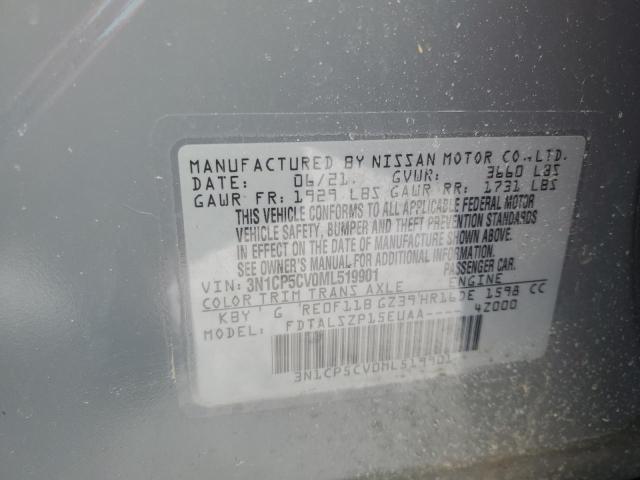 MANUFACTURED BY NISSAN MOTOR CO.,LTD.
DATE: 06/21. GVWR: 3660 LBS
GAWR FR: 1929 LBS GAWR RR: 1731 LBS
THIS VEHICLE CONFORMS TO ALL APPLICABLE FEDERAL MOTOR
VEHICLE SAFETY, BUMPER AND THEFT PREVENTION STANDARDS
IN EFFECT ON THE DATE OF MANUFACTURE SHOWN ABOVE.
SEE OWNER'S MANUAL FOR ADDITIONAL INFORMATION
VIN: 3N1CP5CV0ML519901 PASSENGER CAR.
COLOR TRIM TRANS AXLE ENGINE
KBY G RE0F11B GZ39 HR16DE 1598 CC
MODEL: FDTALSZP15EUAA---- 4Z000
3N1CP5CV0ML519901